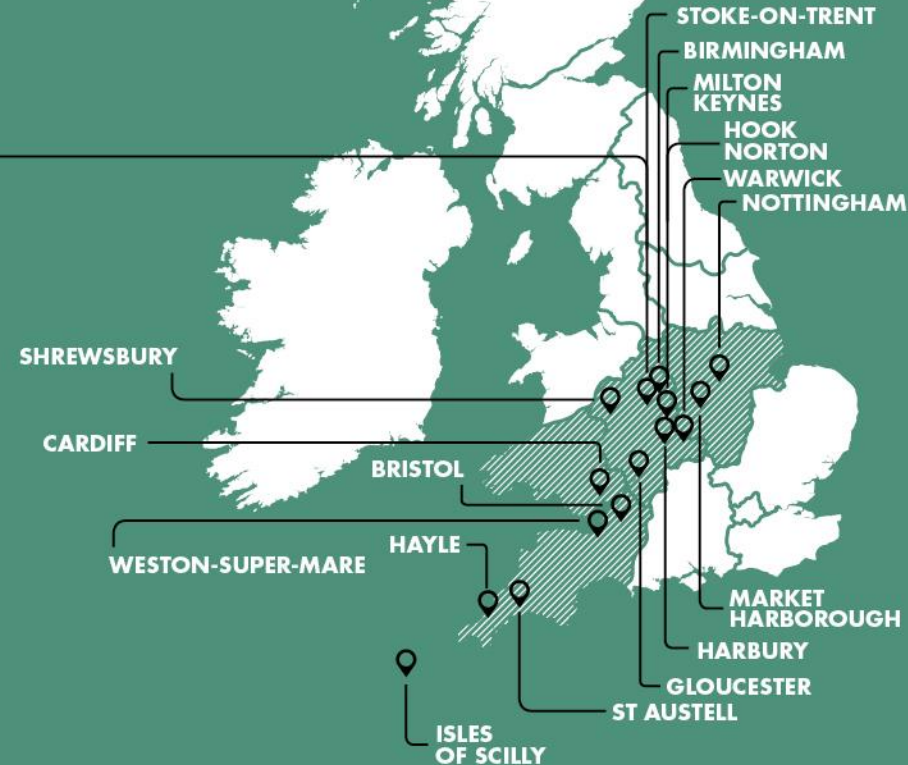 STOKE-ON-TRENT
BIRMINGHAM
MILTON
KEYNES
HOOK
NORTON
WARWICK
NOTTINGHAM
SHREWSBURY
CARDIFF
BRISTOL
WESTON-SUPER-MARE
HAYLE
MARKET
HARBOROUGH
HARBURY
GLOUCESTER
ST AUSTELL
ISLES
OF SCILLY